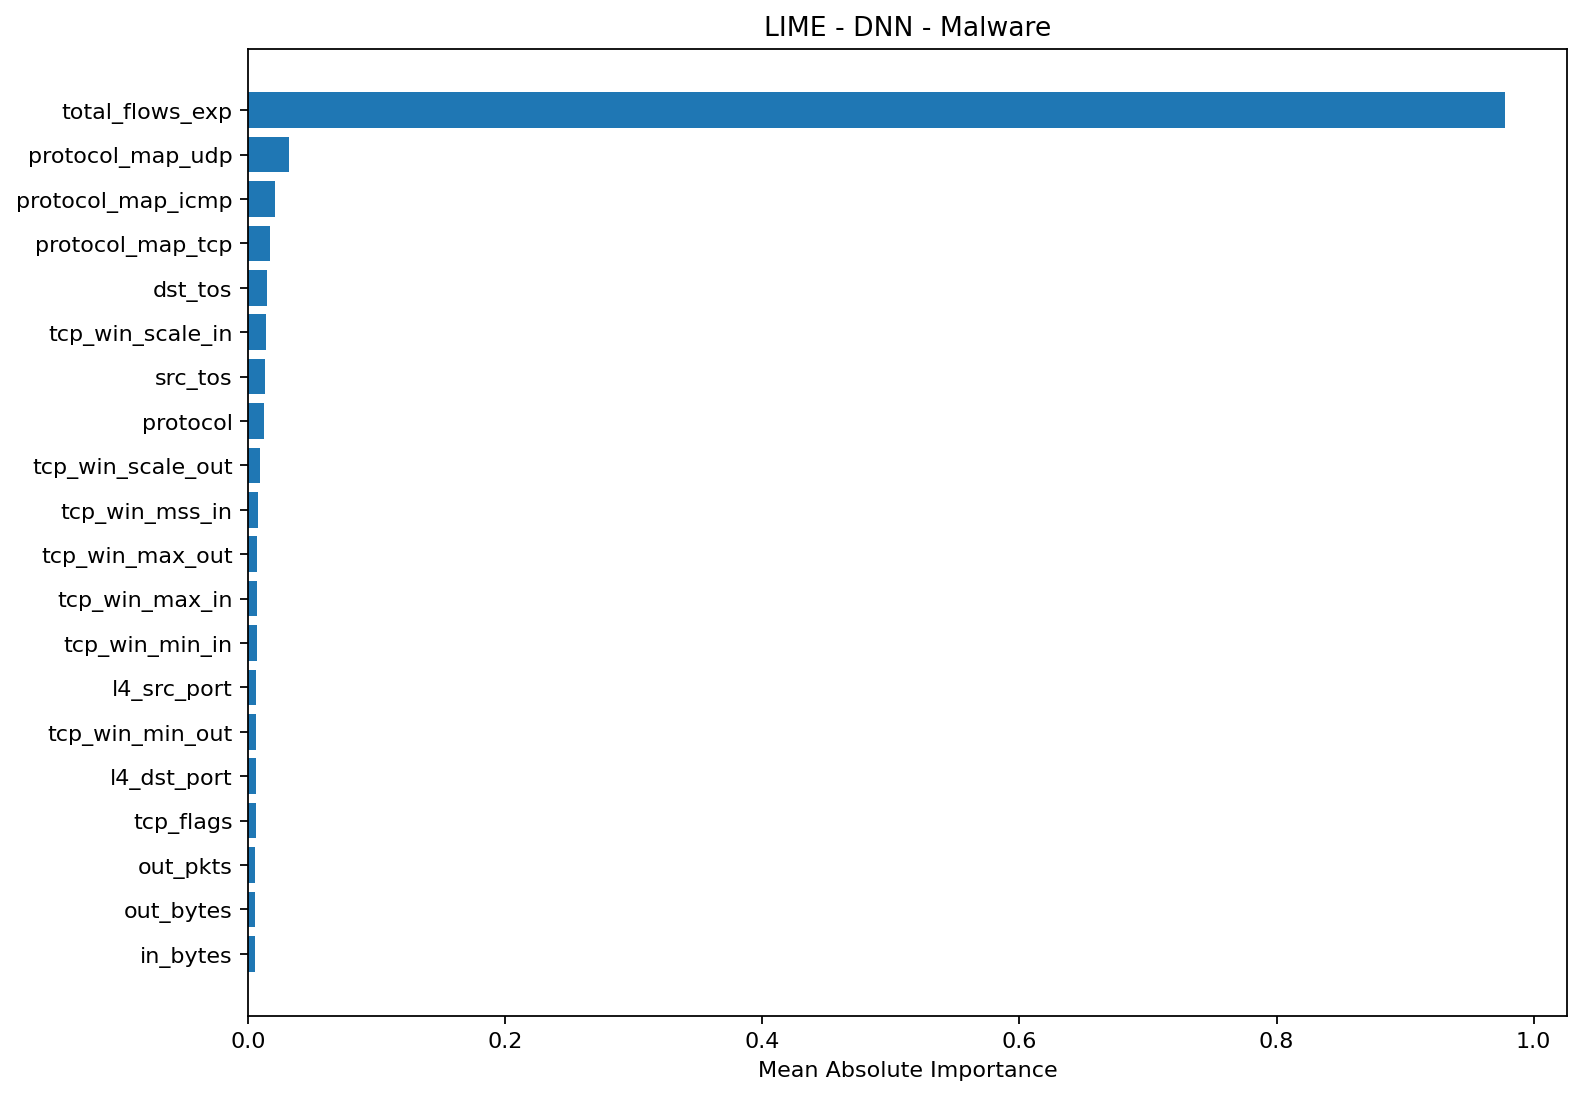 LIME - DNN - Malware
total_flows_exp
protocol_map_udp
protocol_map_icmp
protocol_map_tcp
dst_tos
tcp_win_scale_in
src_tos
protocol
tcp_win_scale_out
tcp_win_mss_in
tcp_win_max_out
tcp_win_max_in
tcp_win_min_in
l4_src_port
tcp_win_min_out
l4_dst_port
tcp_flags
out_pkts
out_bytes
in_bytes
0.0 0.2 0.4 0.6 0.8 1.0
Mean Absolute Importance